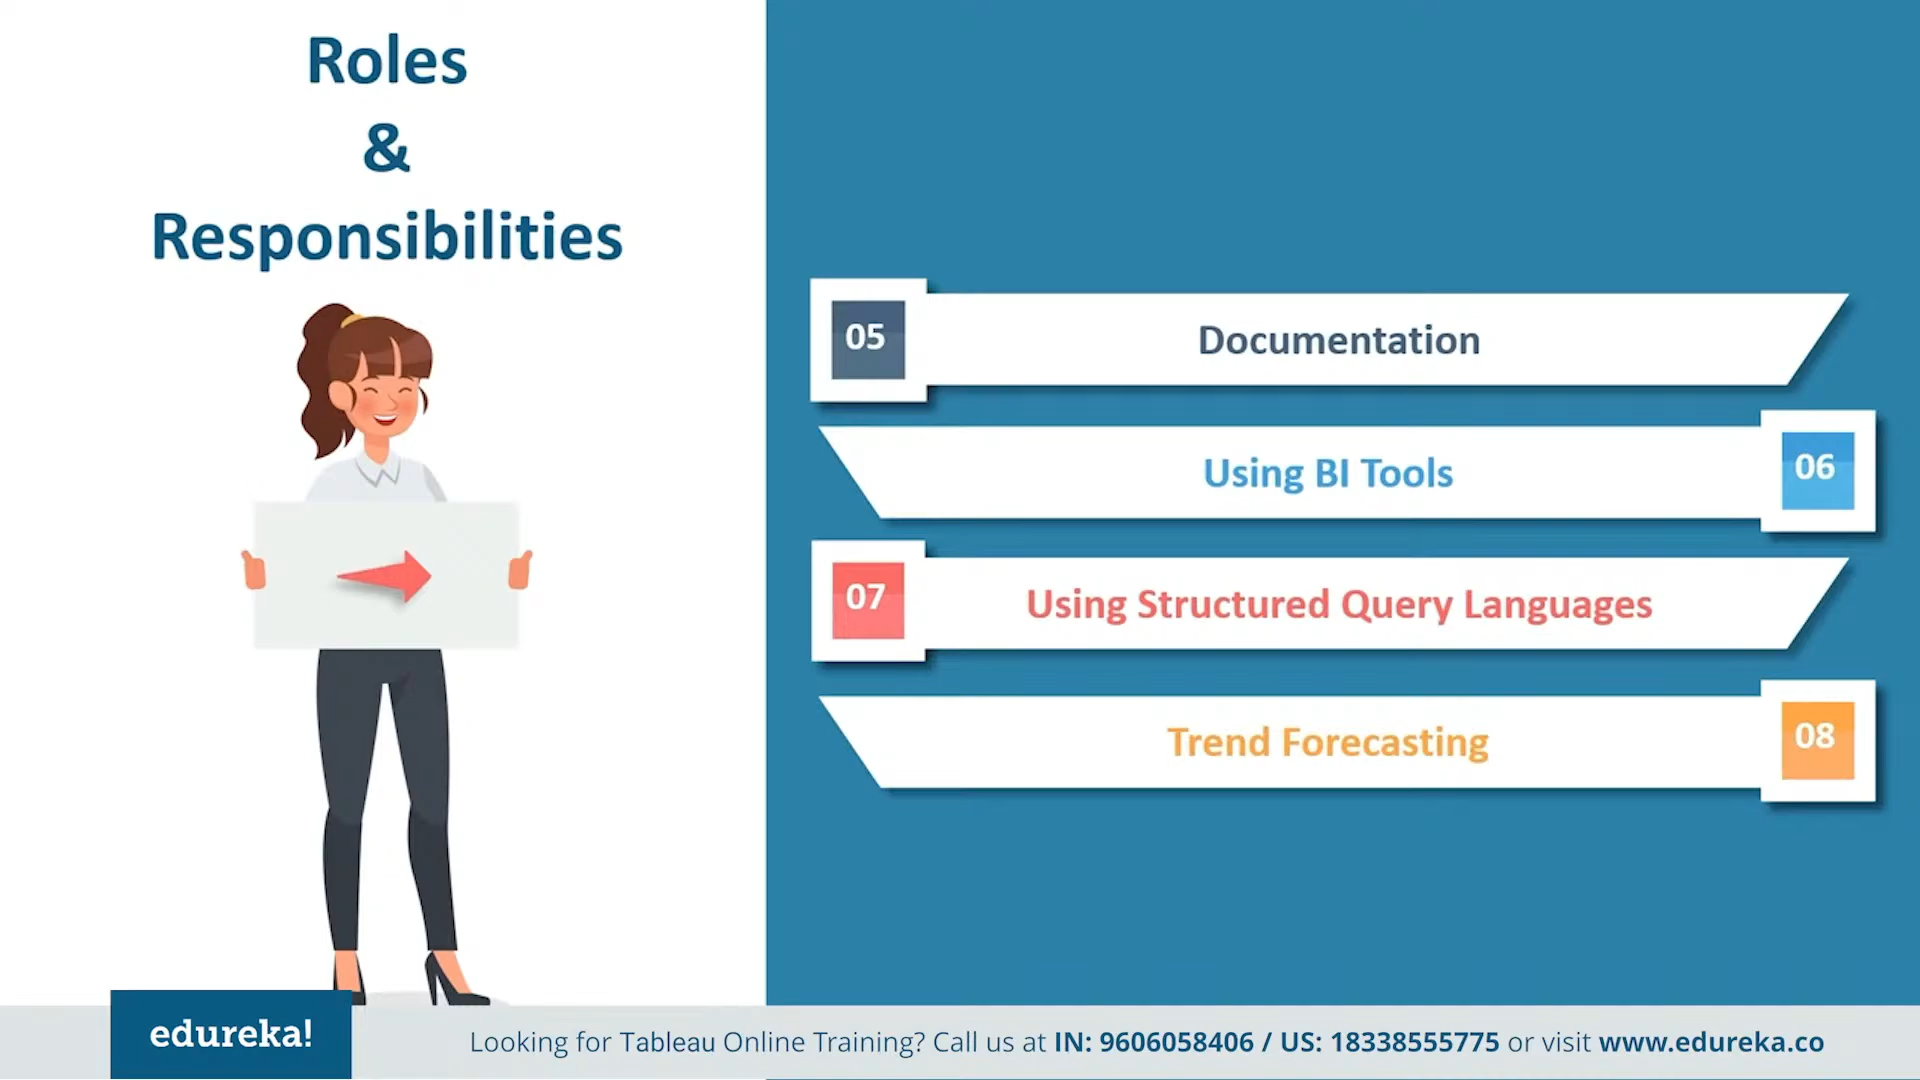 Roles
&
Responsibilities
05
Documentation
Using BI Tools
06
07
Using Structured Query Languages
Trend Forecasting
08
edureka!
Looking for Tableau Online Training? Call us at IN: 9606058406 / US: 18338555775 or visit www.edureka.co